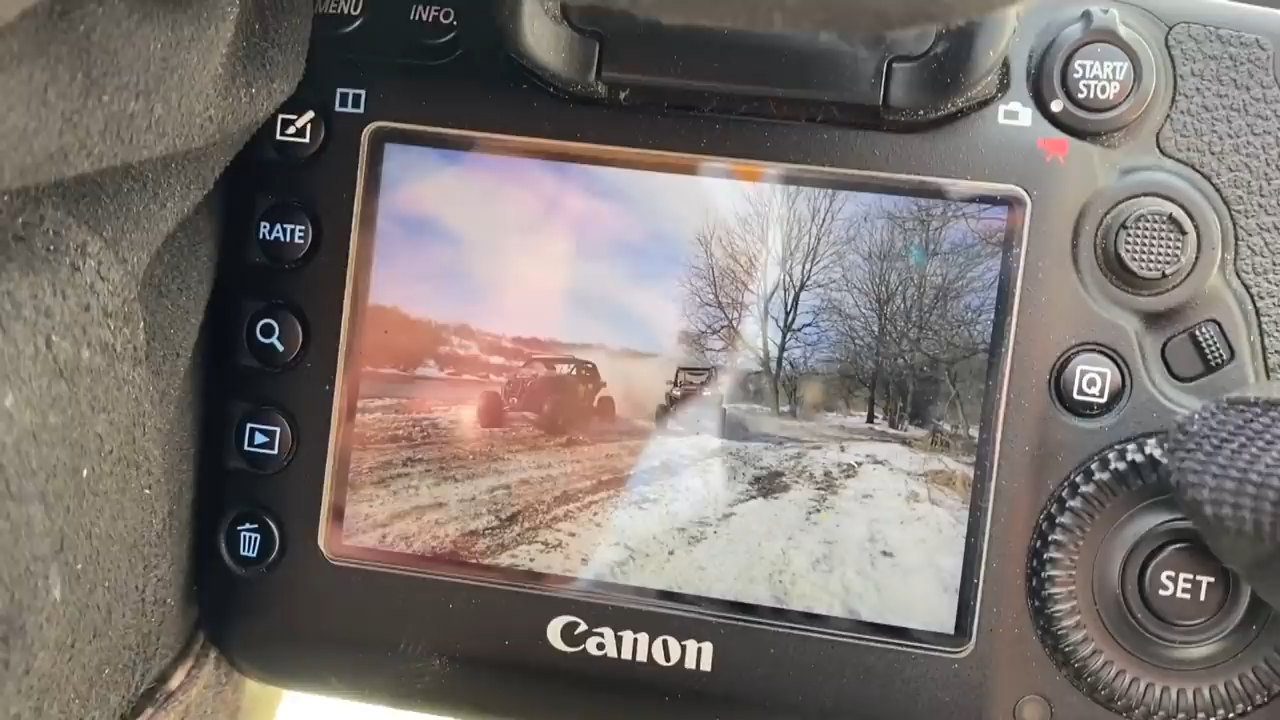 MENU
INFO.
START/
STOP
RATE
Q
SET
Canon